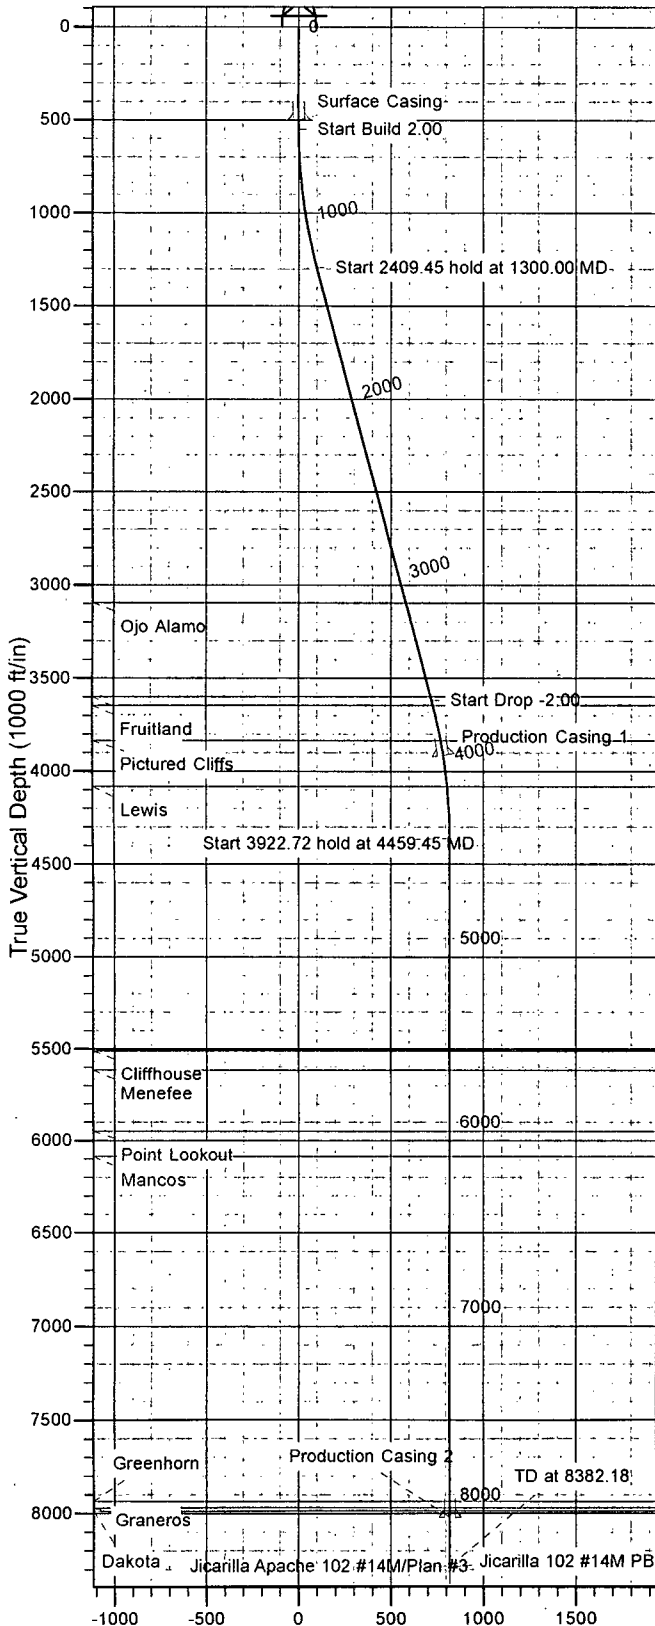 0
0
Surface Casing
500
Start Build 2.00
1000
1000
Start 2409.45 hold at 1300.00 MD
1500
2000
2000
2500
3000
3000
Ojo Alamo
3500
Start Drop -2.00
Fruitland
Production Casing 1
4000
Pictured Cliffs
4000
Lewis
Start 3922.72 hold at 4459.45 MD
4500
True Vertical Depth (1000 ft/in)
5000
5000
5500
Cliffhouse
Menefee
6000
6000
Point Lookout
Mancos
6500
7000
7000
7500
Greenhorn
Production Casing 2
TD at 8382.18
8000
8000
Graneros
Dakota
Jicarilla Apache 102 #14M/Plan #3
Jicarilla 102 #14M PB
-1000 -500 0 500 1000 1500